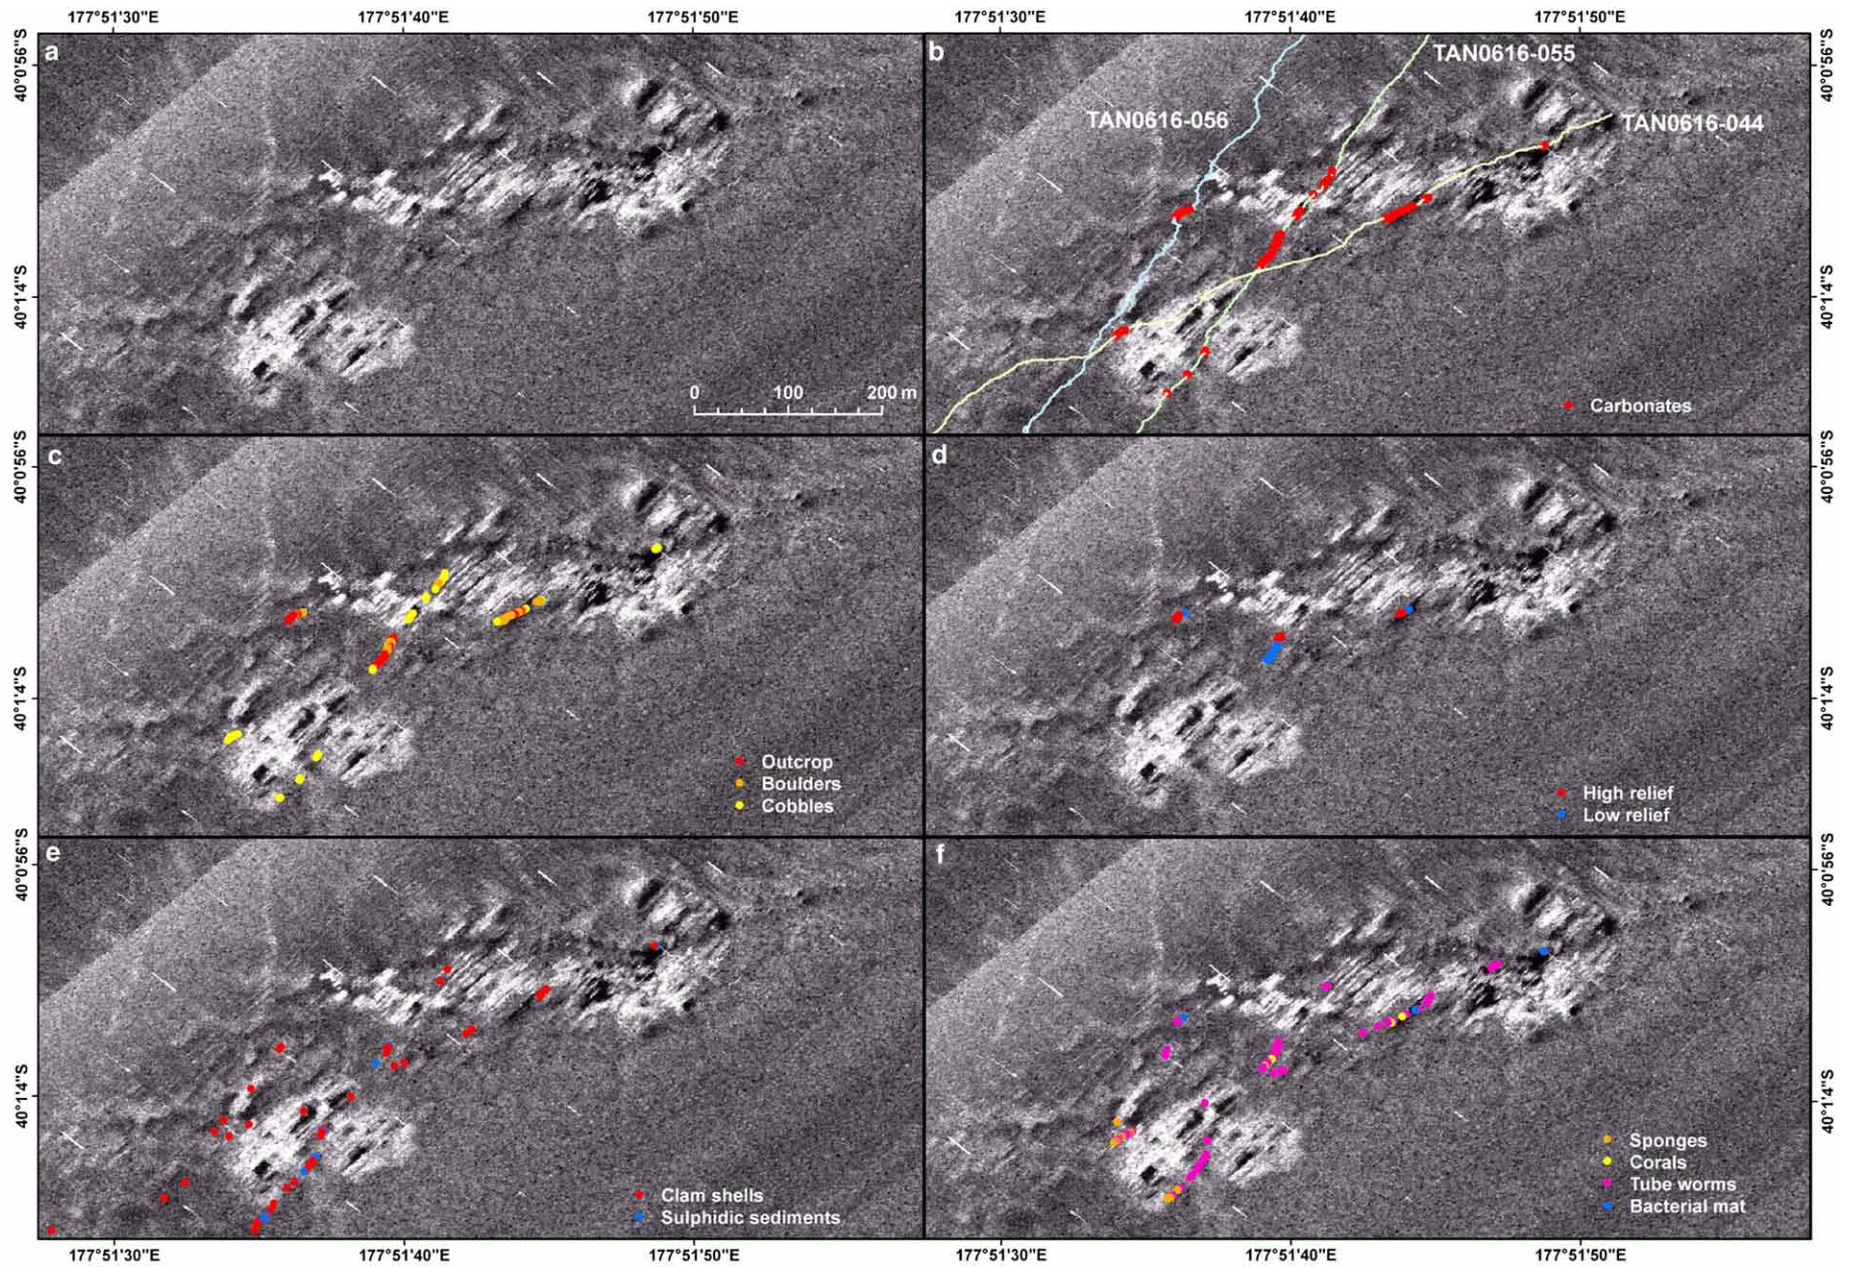 177°51'30"E 177°51'40"E 177°51'50"E 177°51'30"E 177°51'40"E 177°51'50"E
40°0'56"S
40°1'4"S
a
0 100 200 m
b
TAN0616-055
TAN0616-056
TAN0616-044
Carbonates
40°0'56"S
40°1'4"S
40°0'56"S
40°1'4"S
c
Outcrop
Boulders
Cobbles
d
High relief
Low relief
40°0'56"S
40°1'4"S
40°0'56"S
40°1'4"S
e
Clam shells
Sulphidic sediments
f
Sponges
Corals
Tube worms
Bacterial mat
40°0'56"S
40°1'4"S
177°51'30"E 177°51'40"E 177°51'50"E 177°51'30"E 177°51'40"E 177°51'50"E